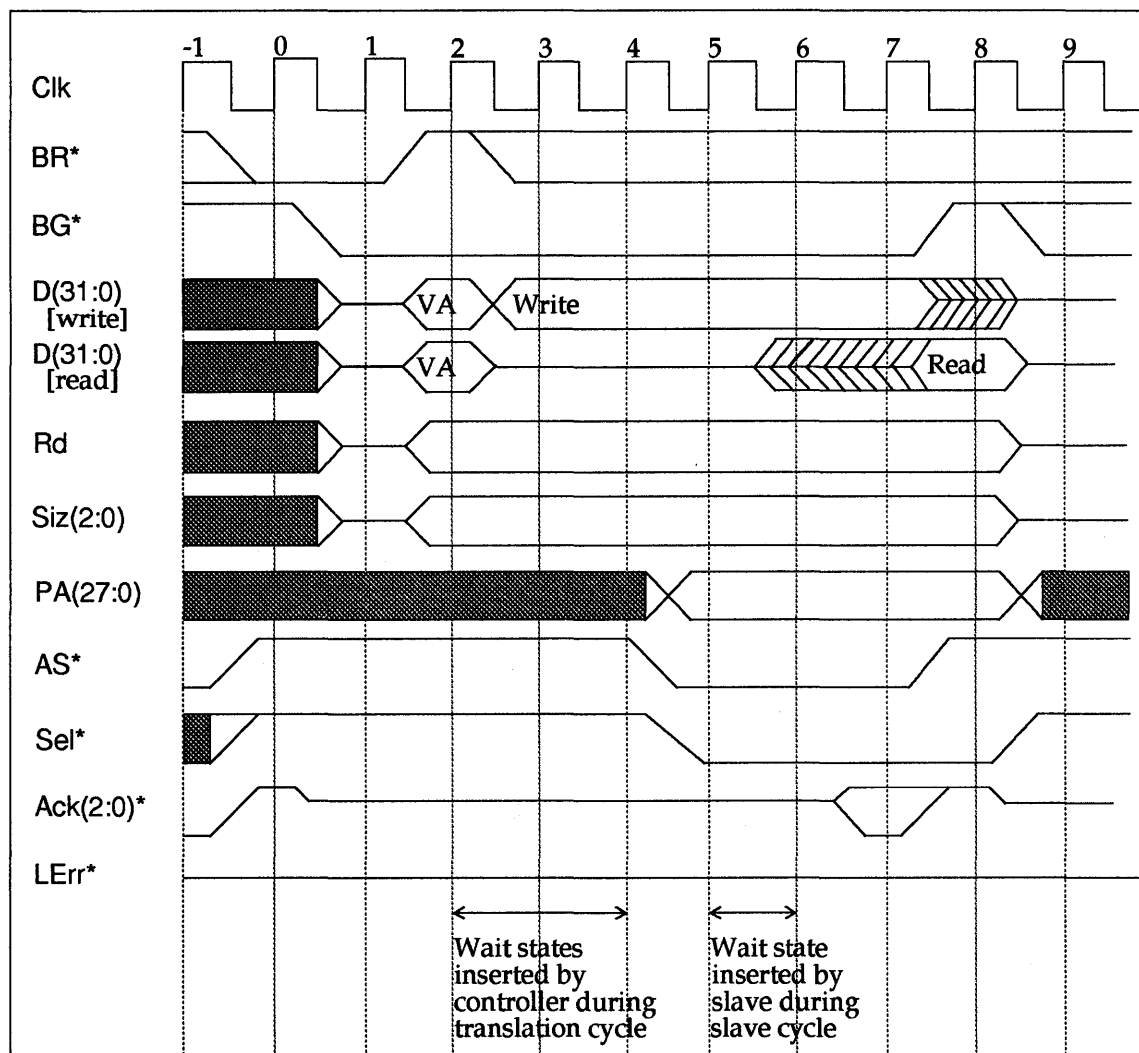 -1 0 1 2 3 4 5 6 7 8 9
Clk
BR*
BG*
D(31:0)
[write]
VA Write
D(31:0)
[read]
VA Read
Rd
Siz(2:0)
PA(27:0)
AS*
Sel*
Ack(2:0)*
LErr*
Wait states
inserted by
controller during
translation cycle
Wait state
inserted by
slave during
slave cycle